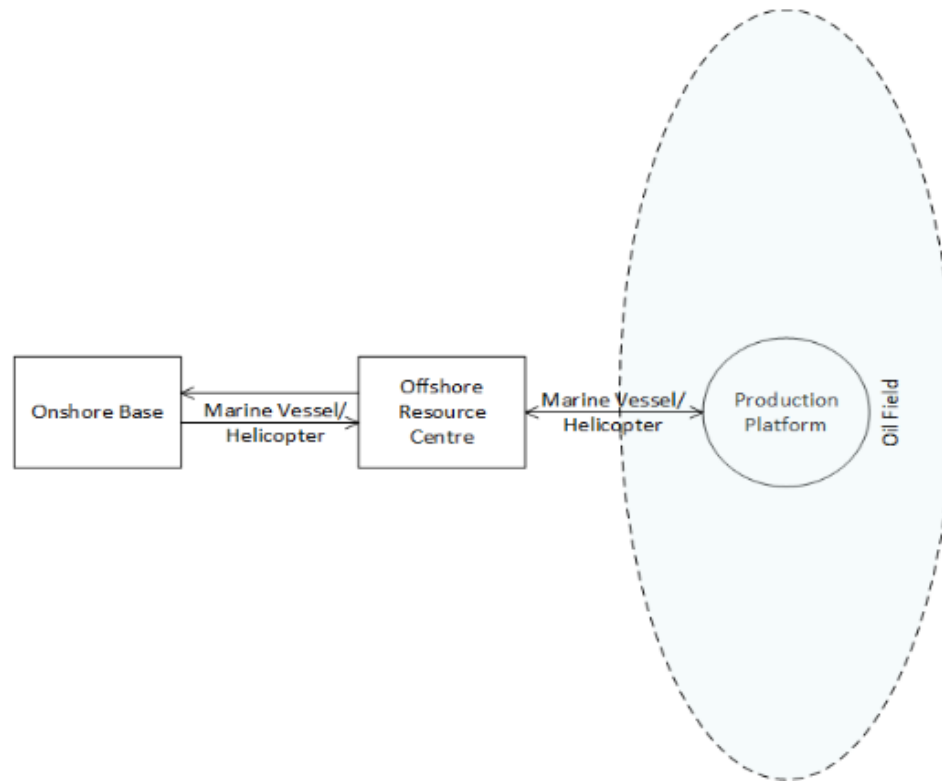 Onshore Base
Marine Vessel/
Helicopter
Offshore
Resource
Centre
Marine Vessel/
Helicopter
Production
Platform
Oil Field